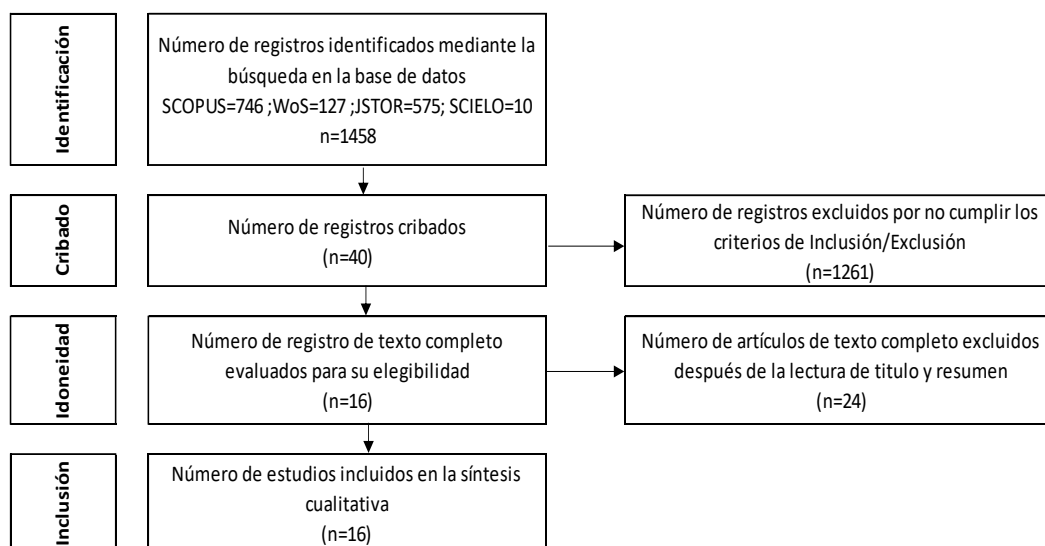 Identificación
Número de registros identificados mediante la
búsqueda en la base de datos
SCOPUS=746 ;WoS=127 ;JSTOR=575; SCIELO=10
n=1458
Cribado
Número de registros cribados
(n=40)
Número de registros excluidos por no cumplir los
criterios de Inclusión/Exclusión
(n=1261)
Idoneidad
Número de registro de texto completo
evaluados para su elegibilidad
(n=16)
Número de artículos de texto completo excluidos
después de la lectura de titulo y resumen
(n=24)
Inclusión
Número de estudios incluidos en la síntesis
cualitativa
(n=16)